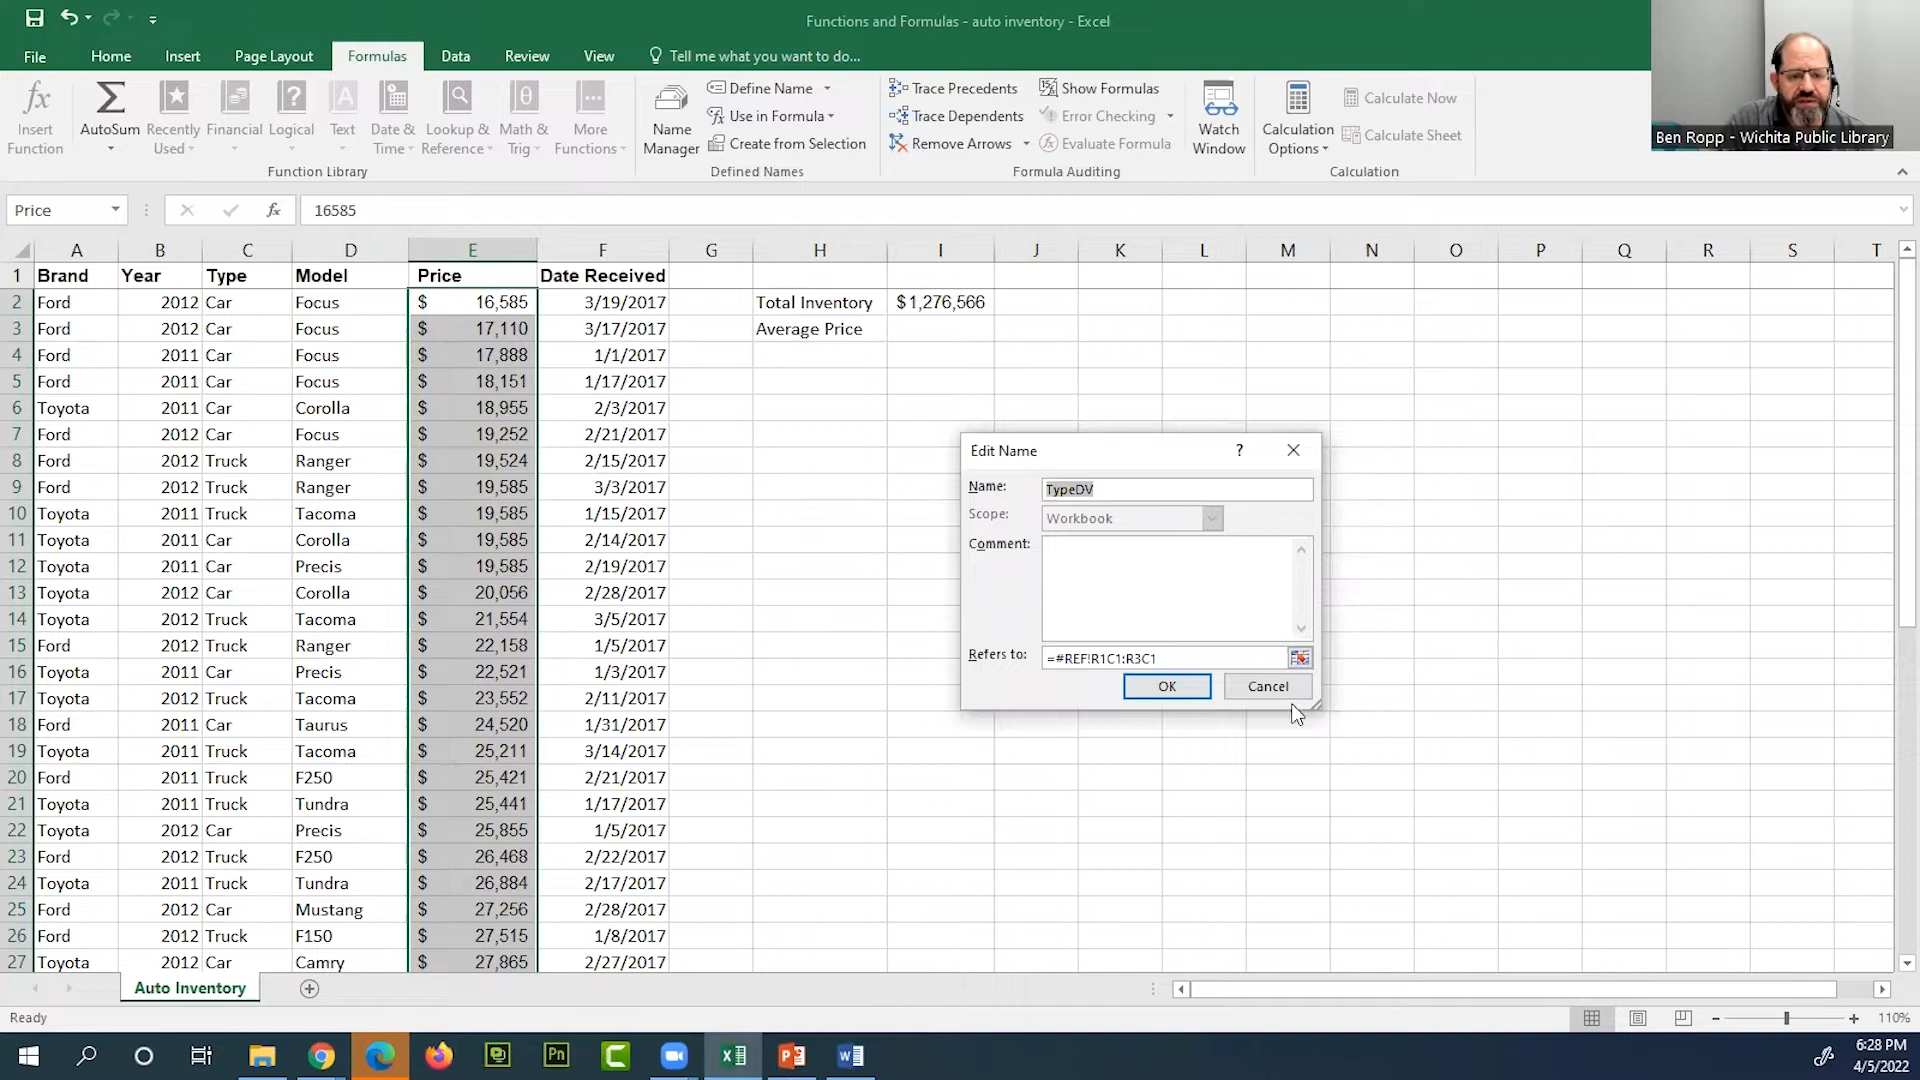 Functions and Formulas - auto inventory - Excel
File Home Insert Page Layout Formulas Data Review View Tell me what you want to do...
Insert Function
AutoSum
Recently Used
Financial
Logical
Text
Date & Time
Lookup & Reference
Math & Trig
More Functions
Function Library
Name Manager
Define Name
Use in Formula
Create from Selection
Defined Names
Trace Precedents
Trace Dependents
Remove Arrows
Show Formulas
Error Checking
Evaluate Formula
Formula Auditing
Watch Window
Calculation Options
Calculate Now
Calculate Sheet
Calculation
Ben Ropp - Wichita Public Library
Price fx 16585
A B C D E F G H I J K L M N O P Q R S T
1 Brand Year Type Model Price Date Received
2 Ford 2012 Car Focus $ 16,585 3/19/2017 Total Inventory $1,276,566
3 Ford 2012 Car Focus $ 17,110 3/17/2017 Average Price
4 Ford 2011 Car Focus $ 17,888 1/1/2017
5 Ford 2011 Car Focus $ 18,151 1/17/2017
6 Toyota 2011 Car Corolla $ 18,955 2/3/2017
7 Ford 2012 Car Focus $ 19,252 2/21/2017
8 Ford 2012 Truck Ranger $ 19,524 2/15/2017
9 Ford 2012 Truck Ranger $ 19,585 3/3/2017
10 Toyota 2011 Truck Tacoma $ 19,585 1/15/2017
11 Toyota 2011 Car Corolla $ 19,585 2/14/2017
12 Toyota 2011 Car Precis $ 19,585 2/19/2017
13 Toyota 2012 Car Corolla $ 20,056 2/28/2017
14 Toyota 2012 Truck Tacoma $ 21,554 3/5/2017
15 Ford 2012 Truck Ranger $ 22,158 1/5/2017
16 Toyota 2011 Car Precis $ 22,521 1/3/2017
17 Toyota 2012 Truck Tacoma $ 23,552 2/11/2017
18 Ford 2011 Car Taurus $ 24,520 1/31/2017
19 Toyota 2011 Truck Tacoma $ 25,211 3/14/2017
20 Ford 2011 Truck F250 $ 25,421 2/21/2017
21 Toyota 2011 Truck Tundra $ 25,441 1/17/2017
22 Toyota 2012 Car Precis $ 25,855 1/5/2017
23 Ford 2012 Truck F250 $ 26,468 2/22/2017
24 Toyota 2011 Truck Tundra $ 26,884 2/17/2017
25 Ford 2012 Car Mustang $ 27,256 2/28/2017
26 Ford 2012 Truck F150 $ 27,515 1/8/2017
27 Toyota 2012 Car Camry $ 27,865 2/27/2017
Edit Name ?
Name: TypeDV
Scope: Workbook
Comment:
Refers to: =#REF!R1C1:R3C1
OK Cancel
Auto Inventory
Ready 110%
6:28 PM
4/5/2022